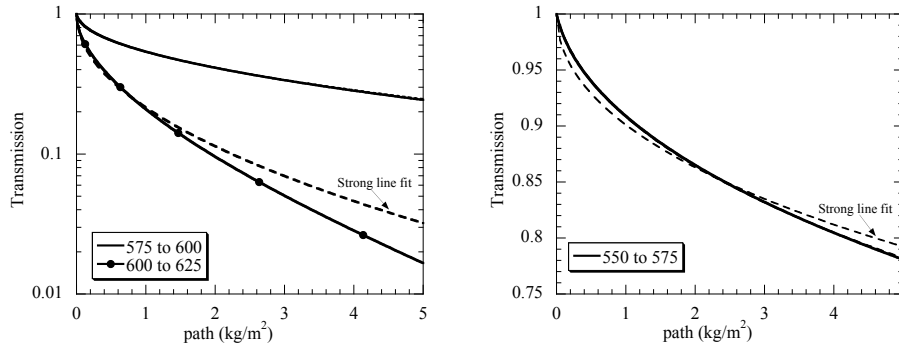 Transmission
1
0.1
0.01
Strong line fit
575 to 600
600 to 625
0 1 2 3 4 5
path (kg/m²)
Transmission
1
0.95
0.9
0.85
0.8
0.75
Strong line fit
550 to 575
0 1 2 3 4
path (kg/m²)